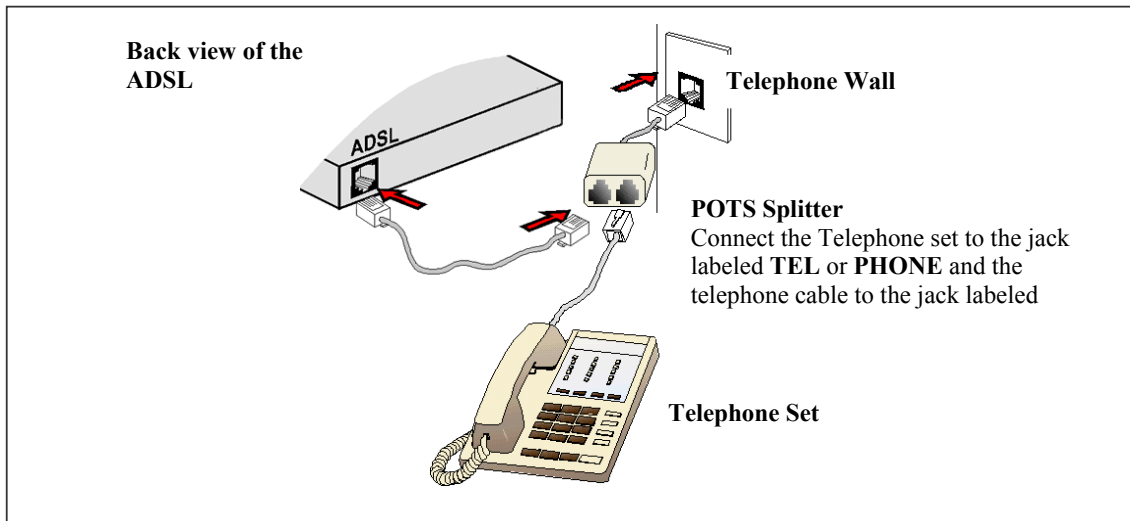 Back view of the
ADSL
Telephone Wall
ADSL
POTS Splitter
Connect the Telephone set to the jack
labeled TEL or PHONE and the
telephone cable to the jack labeled
Telephone Set